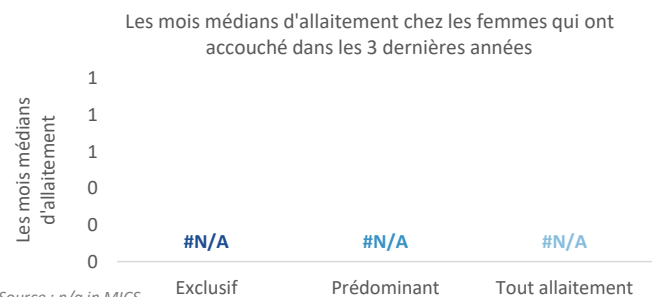 Les mois médians d'allaitement chez les femmes qui ont
accouché dans les 3 dernières années
Les mois médians
d'allaitement
1
1
1
0
0
0
#N/A
#N/A
#N/A
Exclusif
Prédominant
Tout allaitement
Source : n/a in MICS